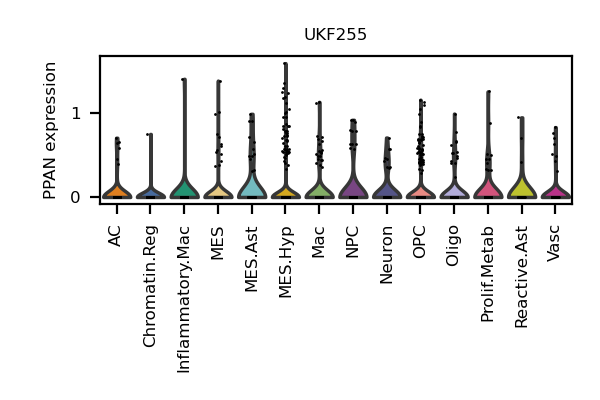 UKF255
PPAN expression
1
0
AC
Chromatin.Reg
Inflammatory.Mac
MES
MES.Ast
MES.Hyp
Mac
NPC
Neuron
OPC
Oligo
Prolif.Metab
Reactive.Ast
Vasc